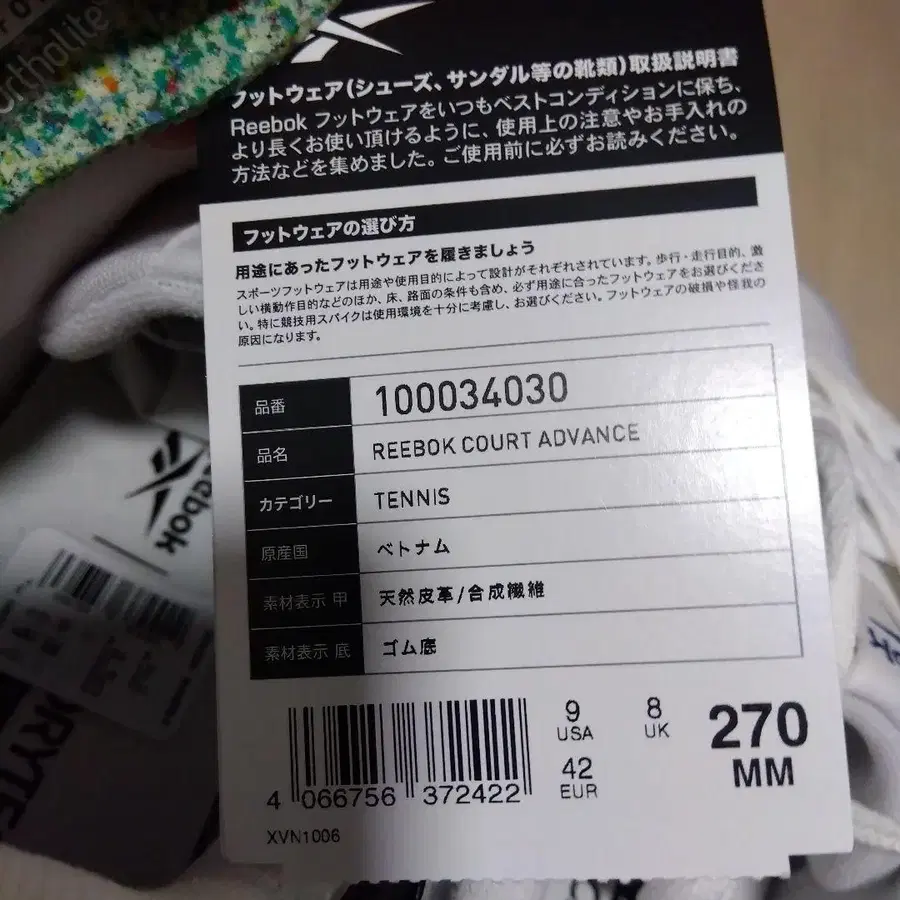 ortholite
フットウェア(シューズ、サンダル等の靴類)取扱説明書
Reebok フットウェアをいつもベストコンディションに保ち、
より長くお使い頂けるように、使用上の注意やお手入れの
方法などを集めました。ご使用前に必ずお読みください。
フットウェアの選び方
用途にあったフットウェアを履きましょう
スポーツフットウェアは用途や使用目的によって設計がそれぞれされています。歩行・走行目的、激
しい横動作目的などのほか、床、路面の条件も含め、必ず用途に合ったフットウェアをお選びくださ
い。特に競技用スパイクは使用環境を十分に考慮し、お選びください。フットウェアの破損や怪我の
原因になります。
品番 100034030
品名 REEBOK COURT ADVANCE
カテゴリー TENNIS
原産国 ベトナム
素材表示 甲 天然皮革/合成繊維
素材表示 底 ゴム底
9 USA 8 UK 270 MM
42 EUR
4 066756 372422
XVN1006
Reebok